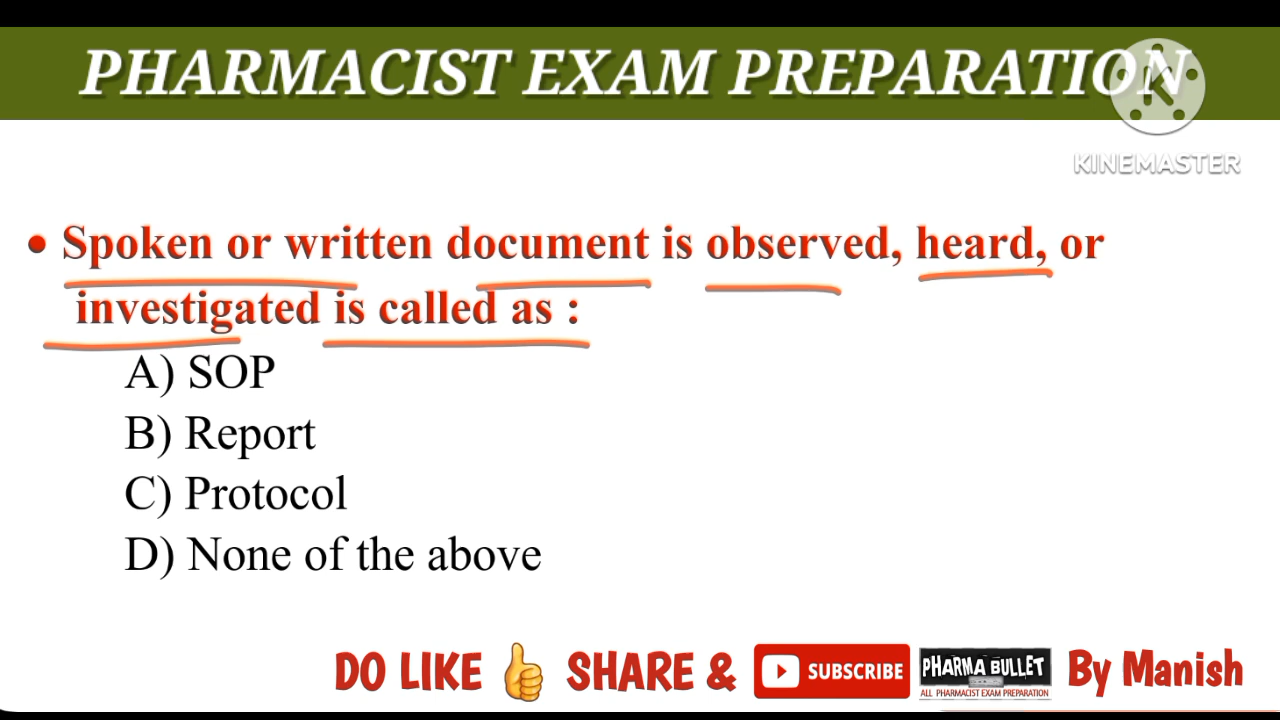 PHARMACIST EXAM PREPARATION
KINEMASTER
• Spoken or written document is observed, heard, or
investigated is called as :
A) SOP
B) Report
C) Protocol
D) None of the above
DO LIKE 👍 SHARE & SUBSCRIBE PHARMA BULLET By Manish
ALL PHARMACIST EXAM PREPARATION